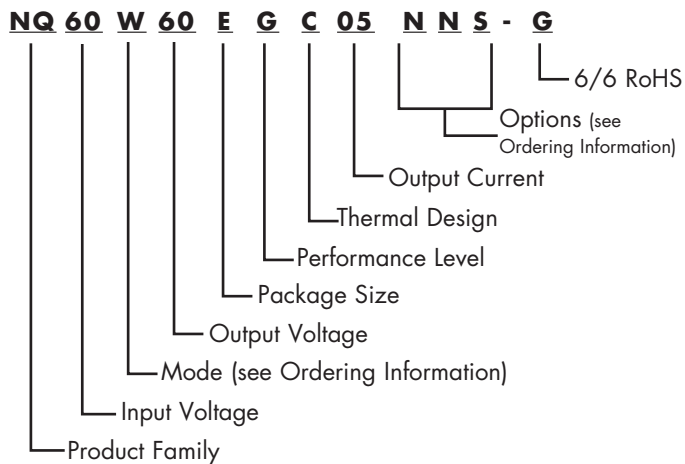 NQ 60 W 60 E G C 05 N N S - G
6/6 RoHS
Options (see
Ordering Information)
Output Current
Thermal Design
Performance Level
Package Size
Output Voltage
Mode (see Ordering Information)
Input Voltage
Product Family